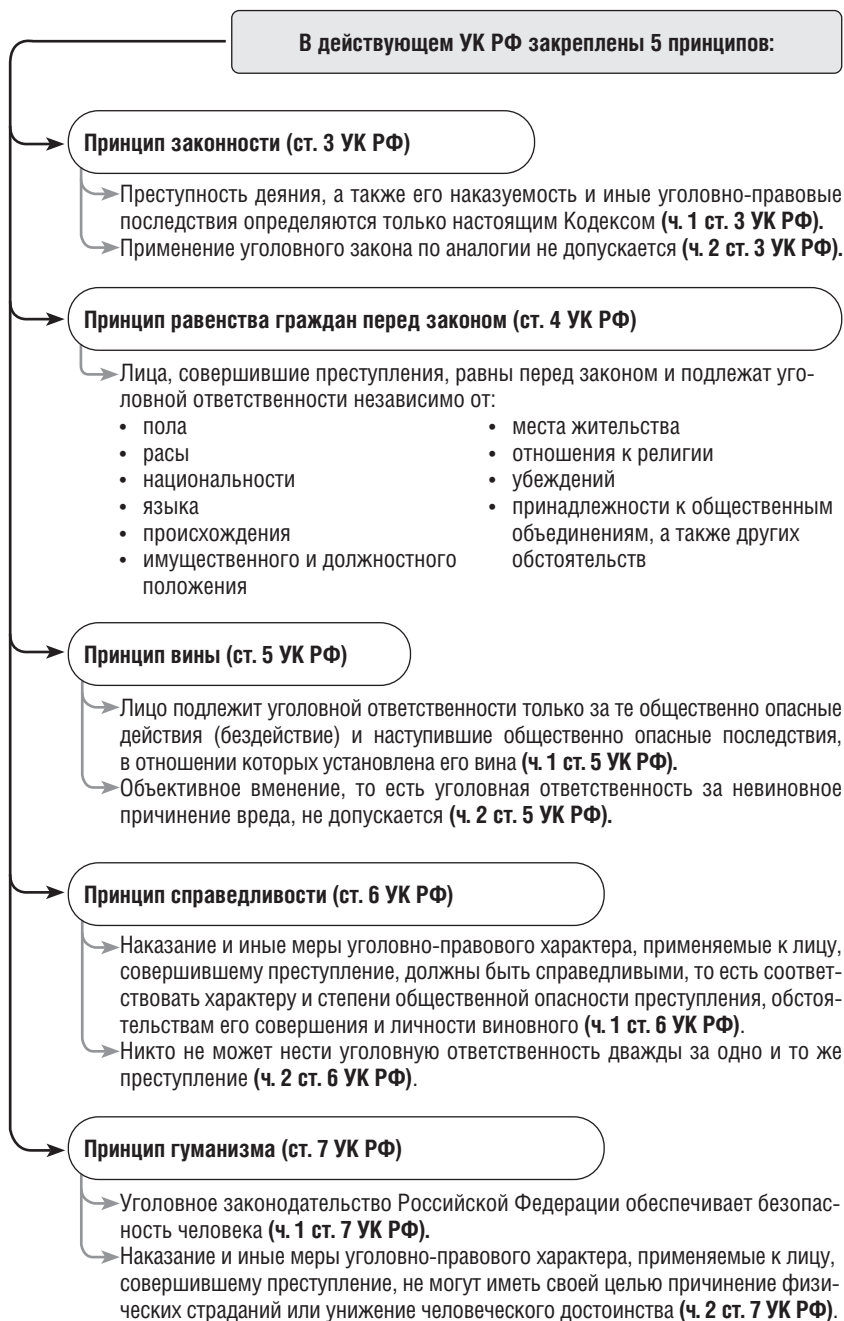 В действующем УК РФ закреплены 5 принципов:
Принцип законности (ст. 3 УК РФ)
Преступность деяния, а также его наказуемость и иные уголовно-правовые
последствия определяются только настоящим Кодексом (ч. 1 ст. 3 УК РФ).
Применение уголовного закона по аналогии не допускается (ч. 2 ст. 3 УК РФ).
Принцип равенства граждан перед законом (ст. 4 УК РФ)
Лица, совершившие преступления, равны перед законом и подлежат уго-
ловной ответственности независимо от:
• пола
• расы
• национальности
• языка
• происхождения
• имущественного и должностного
положения
• места жительства
• отношения к религии
• убеждений
• принадлежности к общественным
объединениям, а также других
обстоятельств
Принцип вины (ст. 5 УК РФ)
Лицо подлежит уголовной ответственности только за те общественно опасные
действия (бездействие) и наступившие общественно опасные последствия,
в отношении которых установлена его вина (ч. 1 ст. 5 УК РФ).
Объективное вменение, то есть уголовная ответственность за невиновное
причинение вреда, не допускается (ч. 2 ст. 5 УК РФ).
Принцип справедливости (ст. 6 УК РФ)
Наказание и иные меры уголовно-правового характера, применяемые к лицу,
совершившему преступление, должны быть справедливыми, то есть соответ-
ствовать характеру и степени общественной опасности преступления, обстоя-
тельствам его совершения и личности виновного (ч. 1 ст. 6 УК РФ).
Никто не может нести уголовную ответственность дважды за одно и то же
преступление (ч. 2 ст. 6 УК РФ).
Принцип гуманизма (ст. 7 УК РФ)
Уголовное законодательство Российской Федерации обеспечивает безопас-
ность человека (ч. 1 ст. 7 УК РФ).
Наказание и иные меры уголовно-правового характера, применяемые к лицу,
совершившему преступление, не могут иметь своей целью причинение физи-
ческих страданий или унижение человеческого достоинства (ч. 2 ст. 7 УК РФ).